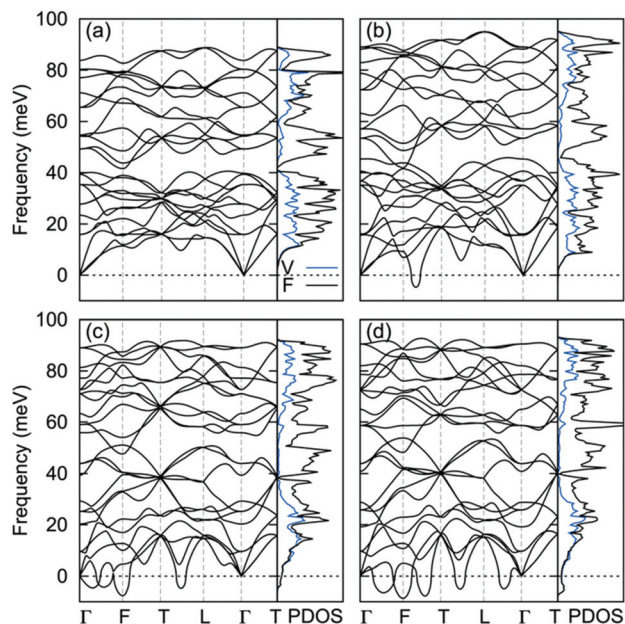 (a) (b)
100
80
60
40
20
0
Frequency (meV)
V
F
(c) (d)
100
80
60
40
20
0
Frequency (meV)
Γ F T L Γ T PDOS Γ F T L Γ T PDOS